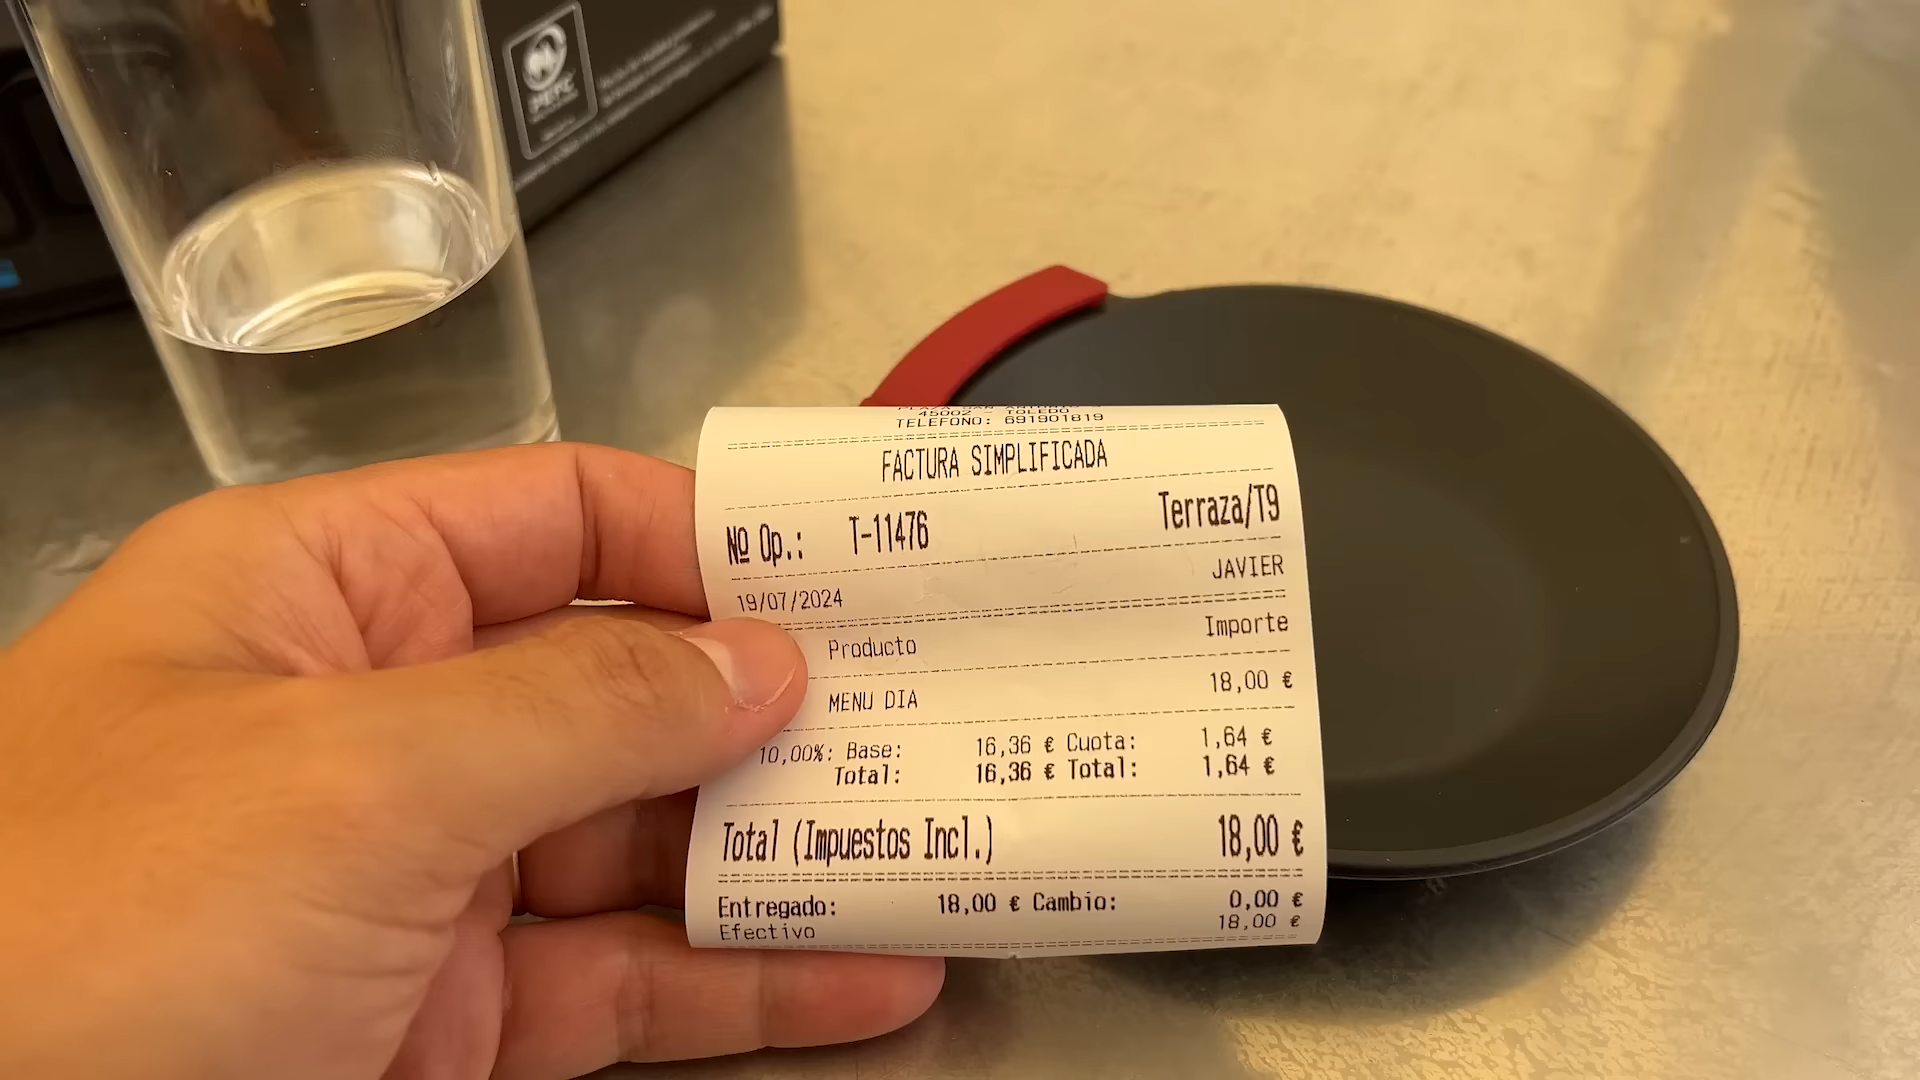 45002 - TOLEDO
TELEFONO: 691901819
FACTURA SIMPLIFICADA
Nº Op.: T-11476 Terraza/T9
19/07/2024 JAVIER
Producto Importe
MENU DIA 18,00 €
10,00%: Base: 16,36 € Cuota: 1,64 €
Total: 16,36 € Total: 1,64 €
Total (Impuestos Incl.) 18,00 €
Entregado: 18,00 € Cambio: 0,00 €
Efectivo 18,00 €
PEFC